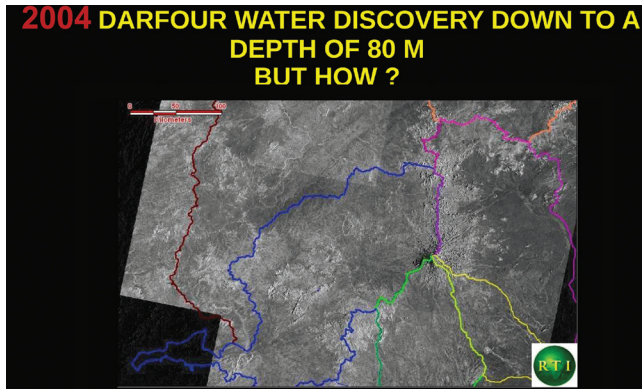 2004 DARFOUR WATER DISCOVERY DOWN TO A
DEPTH OF 80 M
BUT HOW ?
0 50 100
Kilometers
RTI